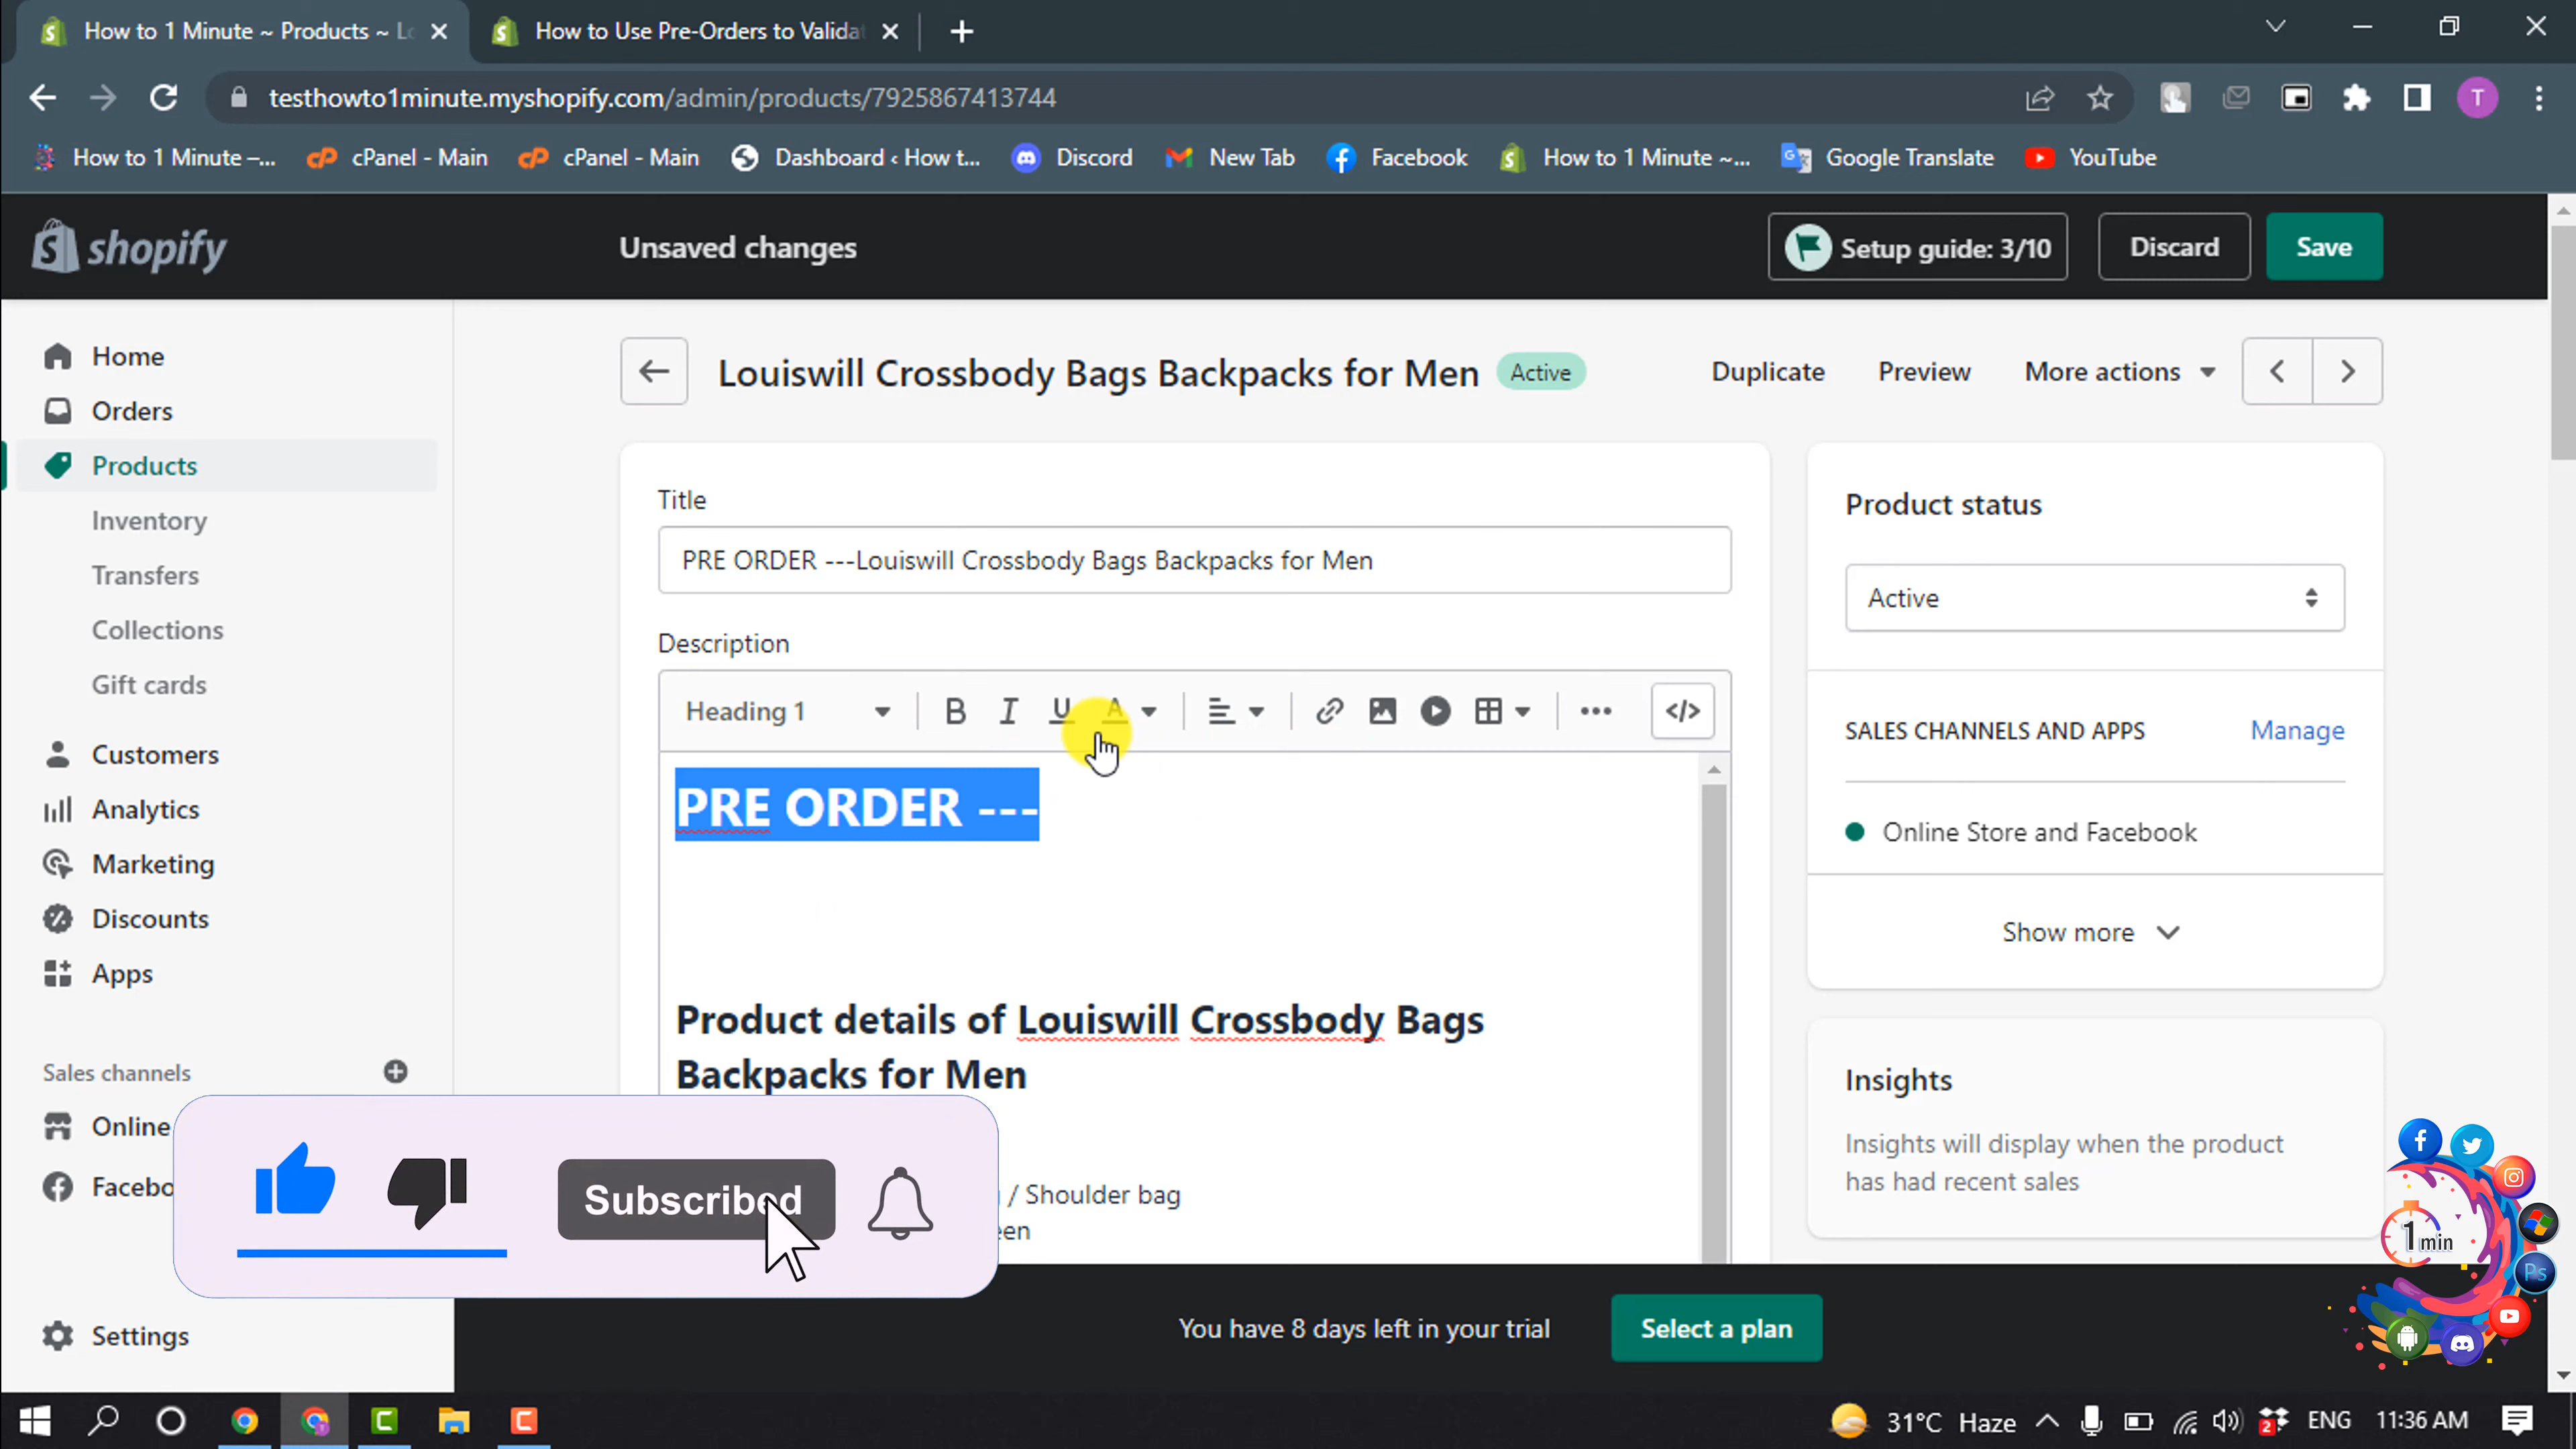 How to 1 Minute ~ Products ~ Lo
How to Use Pre-Orders to Validat
testhowto1minute.myshopify.com/admin/products/7925867413744
T
How to 1 Minute –...
cPanel - Main
cPanel - Main
Dashboard ‹ How t...
Discord
New Tab
Facebook
How to 1 Minute ~...
Google Translate
YouTube
shopify
Unsaved changes
Setup guide: 3/10
Discard
Save
Home
Orders
Products
Inventory
Transfers
Collections
Gift cards
Customers
Analytics
Marketing
Discounts
Apps
Sales channels
Online
Facebo
Settings
Louiswill Crossbody Bags Backpacks for Men
Active
Duplicate
Preview
More actions
Title
PRE ORDER ---Louiswill Crossbody Bags Backpacks for Men
Description
Heading 1
B I U A
</>
PRE ORDER ---
Product details of Louiswill Crossbody Bags
Backpacks for Men
/ Shoulder bag
een
Product status
Active
SALES CHANNELS AND APPS
Manage
Online Store and Facebook
Show more
Insights
Insights will display when the product
has had recent sales
Subscribed
1 min
Ps
You have 8 days left in your trial
Select a plan
31°C Haze
2
ENG
11:36 AM